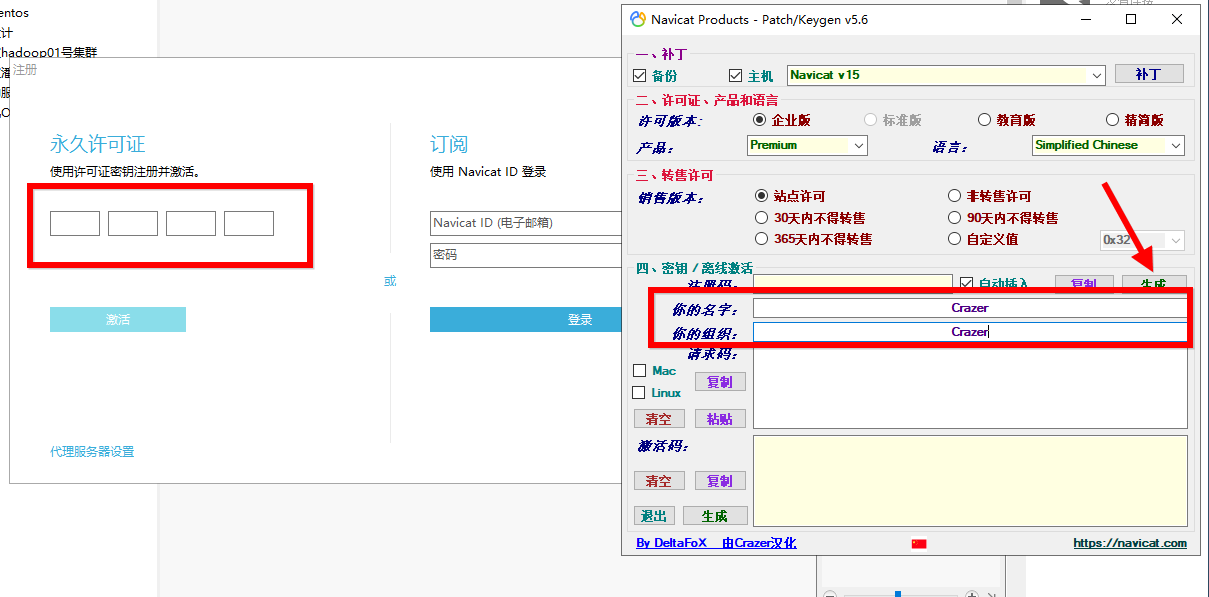 entos
计
hadoop01号集群
注册
永久许可证
使用许可证密钥注册并激活。
激活
代理服务器设置
或
订阅
使用 Navicat ID 登录
Navicat ID (电子邮箱)
密码
登录
Navicat Products - Patch/Keygen v5.6
一、补丁
备份
主机
Navicat v15
补丁
二、许可证、产品和语言
许可版本:
企业版
标准版
教育版
精简版
产品:
Premium
语言:
Simplified Chinese
三、转售许可
销售版本:
站点许可
非转售许可
30天内不得转售
90天内不得转售
365天内不得转售
自定义值
0x32
四、密钥 / 离线激活
注册码:
自动插入
复制
生成
你的名字:
Crazer
你的组织:
Crazer
请求码:
Mac
复制
Linux
清空
粘贴
激活码:
清空
复制
退出
生成
By DeltaFoX
由Crazer汉化
https://navicat.com